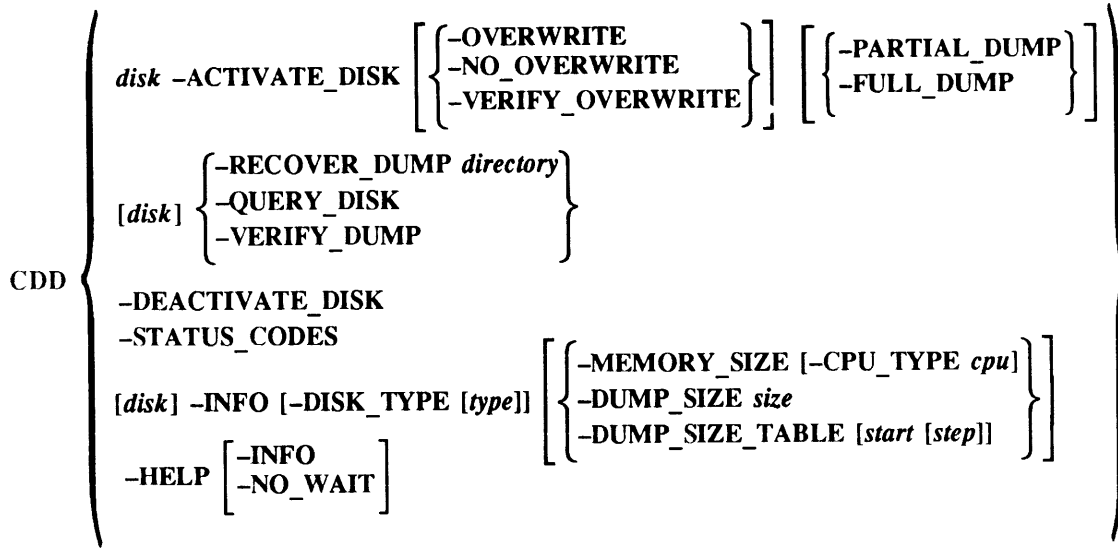 disk –ACTIVATE_DISK [{–OVERWRITE
–NO_OVERWRITE
–VERIFY_OVERWRITE}] [{–PARTIAL_DUMP
–FULL_DUMP}]
[disk] {–RECOVER_DUMP directory
–QUERY_DISK
–VERIFY_DUMP}
CDD
–DEACTIVATE_DISK
–STATUS_CODES
[disk] –INFO [–DISK_TYPE [type]] [{–MEMORY_SIZE [–CPU_TYPE cpu]
–DUMP_SIZE size
–DUMP_SIZE_TABLE [start [step]]}]
–HELP [–INFO
–NO_WAIT]